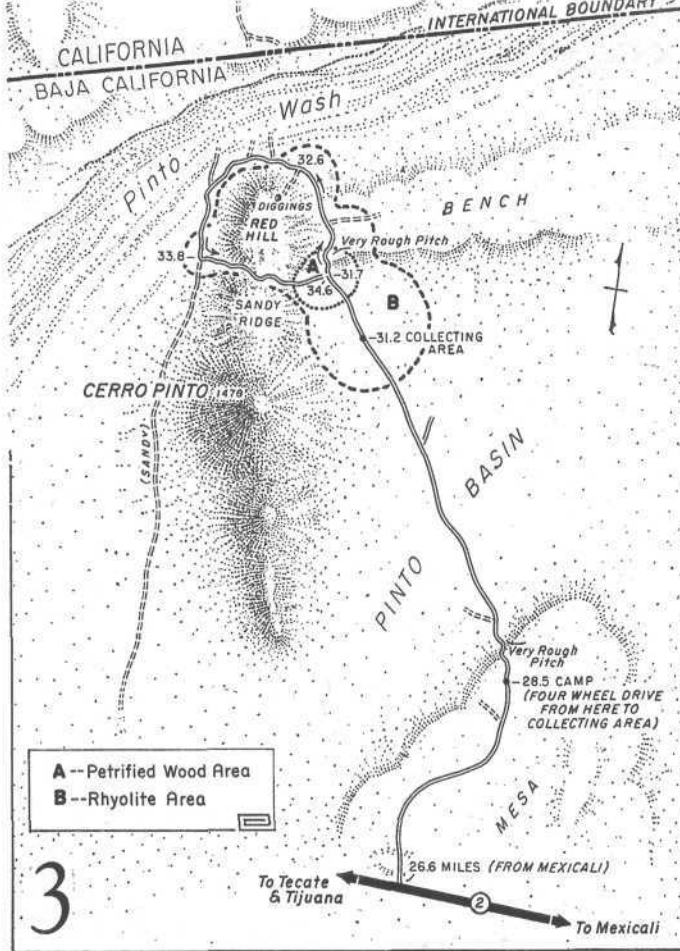 INTERNATIONAL BOUNDARY
CALIFORNIA
BAJA CALIFORNIA
Pinto Wash
32.6
DIGGINGS
RED
HILL
BENCH
Very Rough Pitch
33.8
A
31.7
34.6
B
SANDY
RIDGE
31.2 COLLECTING
AREA
CERRO PINTO 1470
(SANDY)
PINTO BASIN
Very Rough
Pitch
28.5 CAMP
(FOUR WHEEL DRIVE
FROM HERE TO
COLLECTING AREA)
A--Petrified Wood Area
B--Rhyolite Area
MESA
3
26.6 MILES (FROM MEXICALI)
To Tecate
& Tijuana
2
To Mexicali